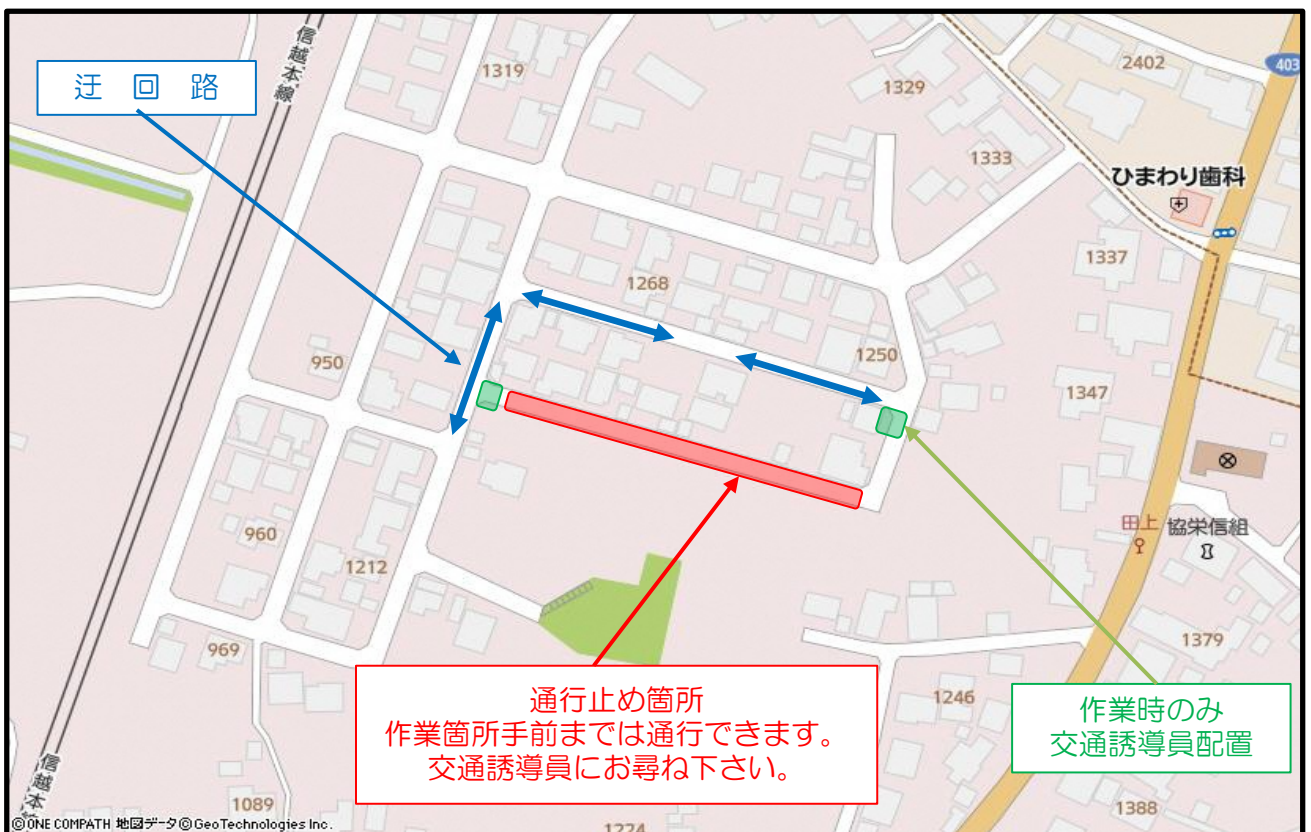 信越本線
迂回路
1319
2402
403
1329
1333
ひまわり歯科
1337
1268
1250
950
1347
田上
協栄信組
960
1212
969
1379
通行止め箇所
作業箇所手前までは通行できます。
交通誘導員にお尋ね下さい。
1246
作業時のみ
交通誘導員配置
信越本
1089
1388
1224
©ONE COMPATH 地図データ©GeoTechnologies Inc.